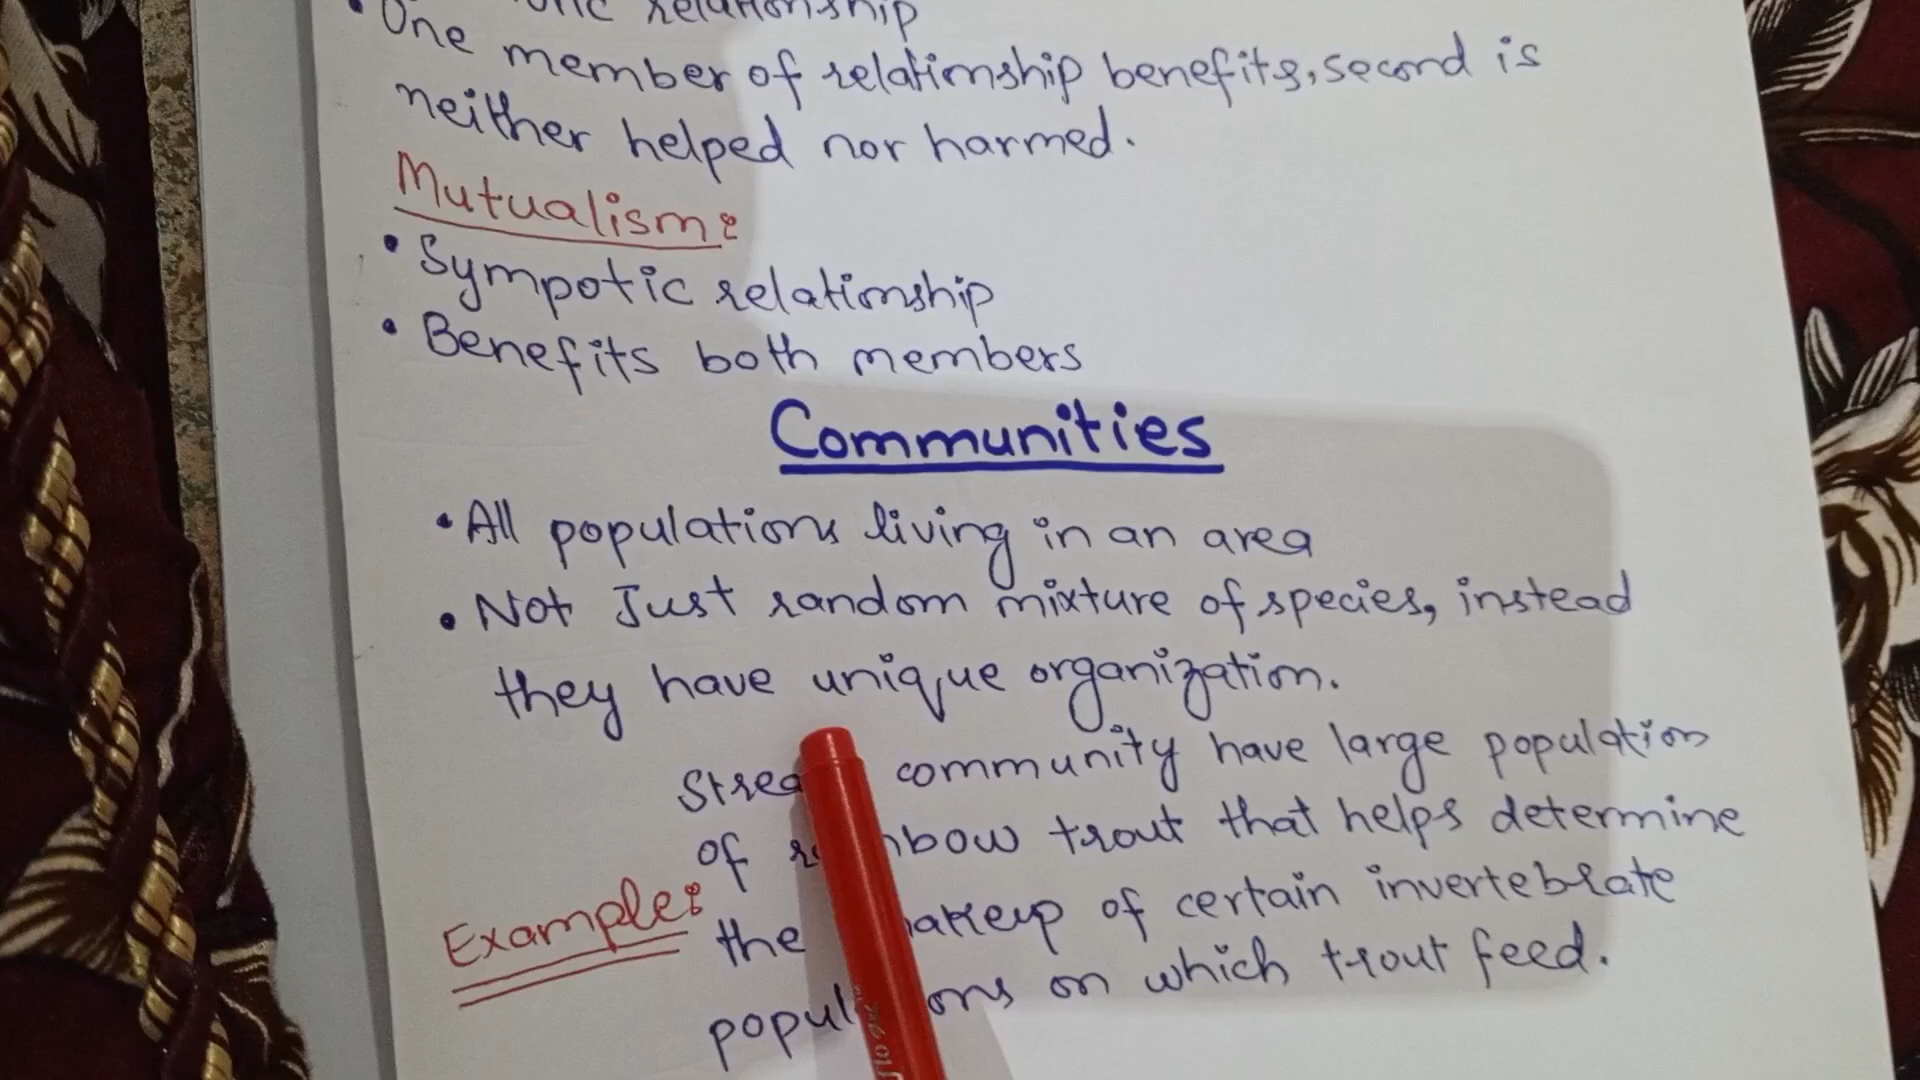 relationship
• One member of relationship benefits, second is
neither helped nor harmed.
Mutualism:
• Sympotic relationship
• Benefits both members
Communities
• All populations living in an area
• Not Just random mixture of species, instead
they have unique organization.
community have large population
of trout that helps determine
Example:
the of certain invertebrate
on which trout feed.